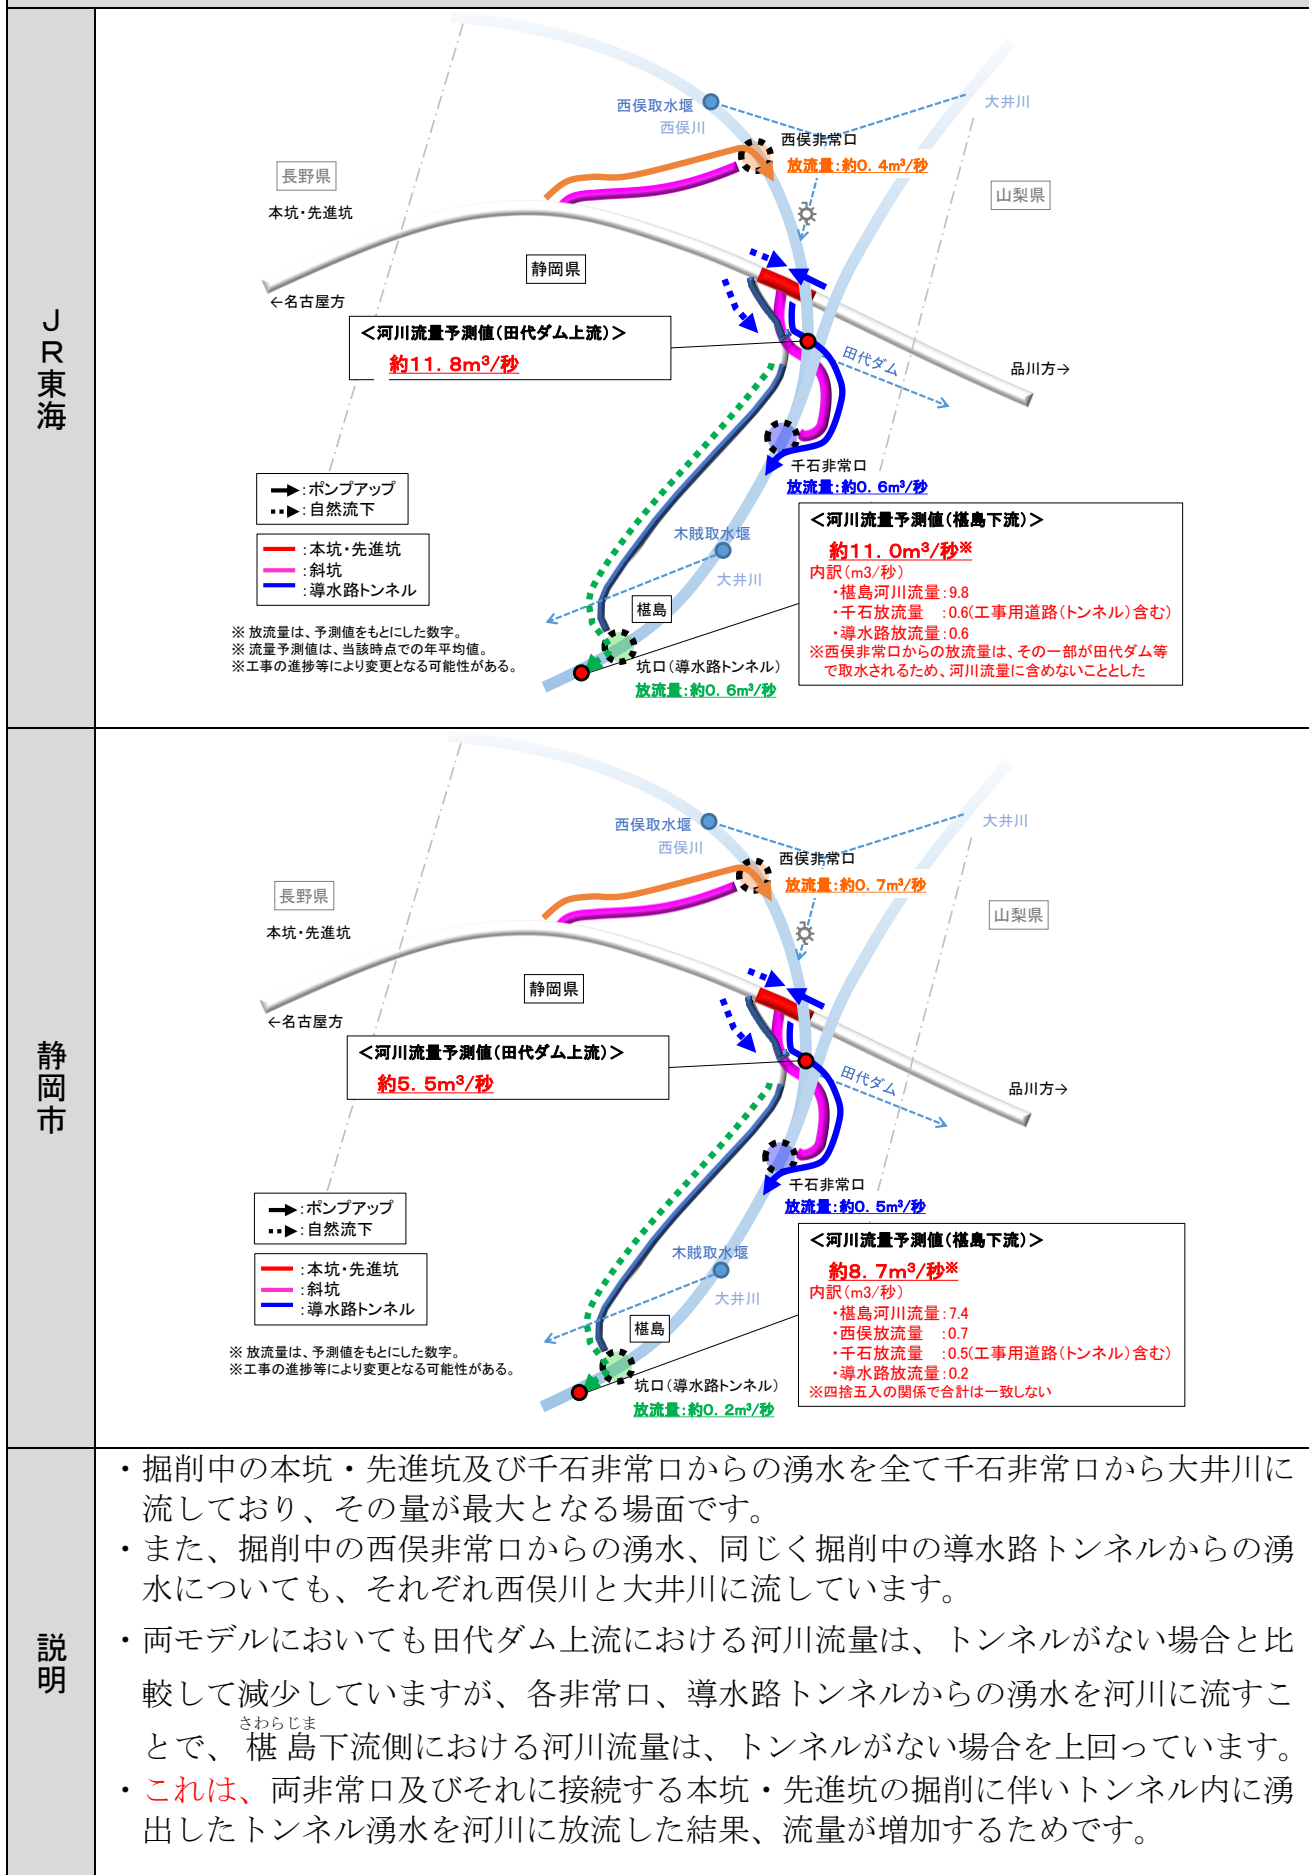 JR東海
西俣取水堰
西俣川
大井川
西俣非常口
放流量:約0.4m³/秒
長野県
本坑・先進坑
山梨県
静岡県
←名古屋方
<河川流量予測値(田代ダム上流)>
約11.8m³/秒
田代ダム
品川方→
千石非常口
放流量:約0.6m³/秒
:ポンプアップ
:自然流下
:本坑・先進坑
:斜坑
:導水路トンネル
※ 放流量は、予測値をもとにした数字。
※ 流量予測値は、当該時点での年平均値。
※工事の進捗等により変更となる可能性がある。
木賊取水堰
大井川
椹島
坑口(導水路トンネル)
放流量:約0.6m³/秒
<河川流量予測値(椹島下流)>
約11.0m³/秒※
内訳(m3/秒)
・椹島河川流量:9.8
・千石放流量 :0.6(工事用道路(トンネル)含む)
・導水路放流量:0.6
※西俣非常口からの放流量は、その一部が田代ダム等
で取水されるため、河川流量に含めないこととした
静岡市
西俣取水堰
西俣川
大井川
西俣非常口
放流量:約0.7m³/秒
長野県
本坑・先進坑
山梨県
静岡県
←名古屋方
<河川流量予測値(田代ダム上流)>
約5.5m³/秒
田代ダム
品川方→
千石非常口
放流量:約0.5m³/秒
:ポンプアップ
:自然流下
:本坑・先進坑
:斜坑
:導水路トンネル
※ 放流量は、予測値をもとにした数字。
※工事の進捗等により変更となる可能性がある。
木賊取水堰
大井川
椹島
坑口(導水路トンネル)
放流量:約0.2m³/秒
<河川流量予測値(椹島下流)>
約8.7m³/秒※
内訳(m3/秒)
・椹島河川流量:7.4
・西俣放流量 :0.7
・千石放流量 :0.5(工事用道路(トンネル)含む)
・導水路放流量:0.2
※四捨五入の関係で合計は一致しない
説明
・掘削中の本坑・先進坑及び千石非常口からの湧水を全て千石非常口から大井川に
流しており、その量が最大となる場面です。
・また、掘削中の西俣非常口からの湧水、同じく掘削中の導水路トンネルからの湧
水についても、それぞれ西俣川と大井川に流しています。
・両モデルにおいても田代ダム上流における河川流量は、トンネルがない場合と比
較して減少していますが、各非常口、導水路トンネルからの湧水を河川に流すこ
さわらじま
とで、椹島下流側における河川流量は、トンネルがない場合を上回っています。
・これは、両非常口及びそれに接続する本坑・先進坑の掘削に伴いトンネル内に湧
出したトンネル湧水を河川に放流した結果、流量が増加するためです。